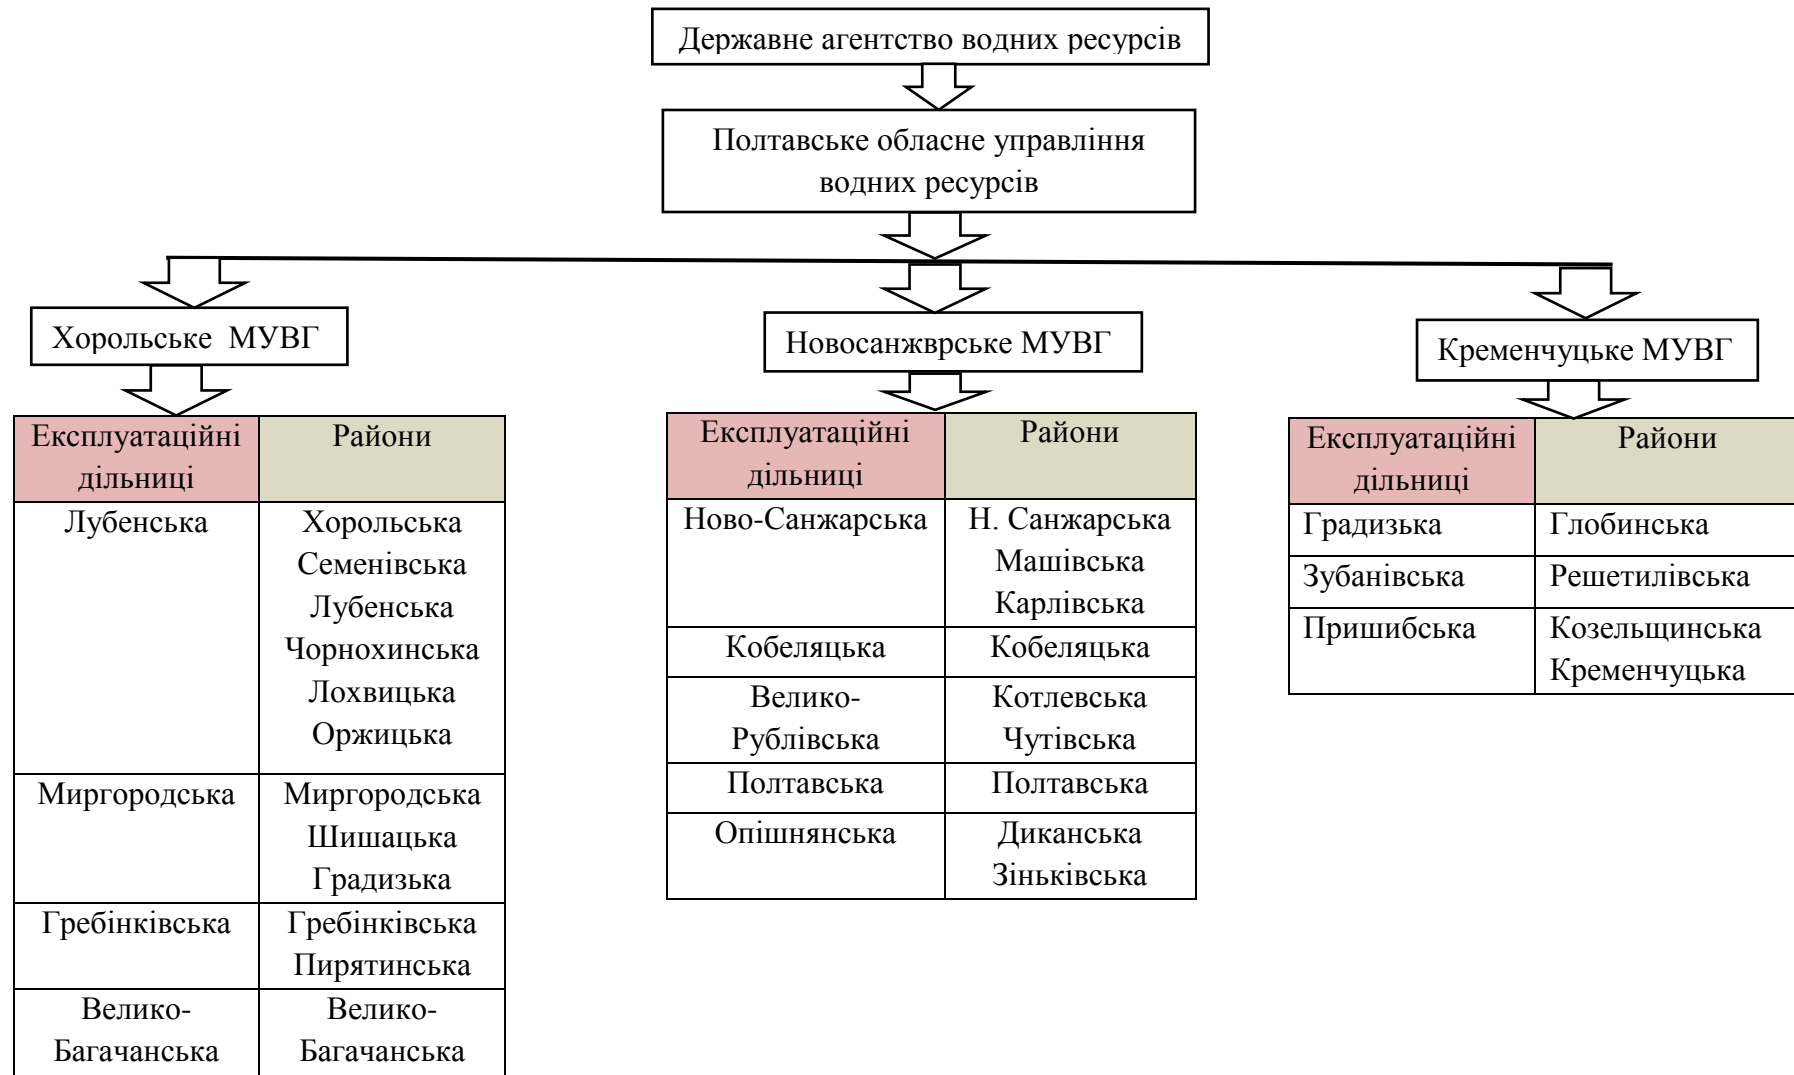 Державне агентство водних ресурсів
Полтавське обласне управління
водних ресурсів
Хорольське МУВГ
Експлуатаційні
дільниці
Райони
Лубенська
Хорольська
Семенівська
Лубенська
Чорнохинська
Лохвицька
Оржицька
Миргородська
Миргородська
Шишацька
Градизька
Гребінківська
Гребінківська
Пирятинська
Велико-
Багачанська
Велико-
Багачанська
Новосанжврське МУВГ
Експлуатаційні
дільниці
Райони
Ново-Санжарська
Н. Санжарська
Машівська
Карлівська
Кобеляцька
Кобеляцька
Велико-
Рублівська
Котлевська
Чутівська
Полтавська
Полтавська
Опішнянська
Диканська
Зіньківська
Кременчуцьке МУВГ
Експлуатаційні
дільниці
Райони
Градизька
Глобинська
Зубанівська
Решетилівська
Пришибська
Козельщинська
Кременчуцька